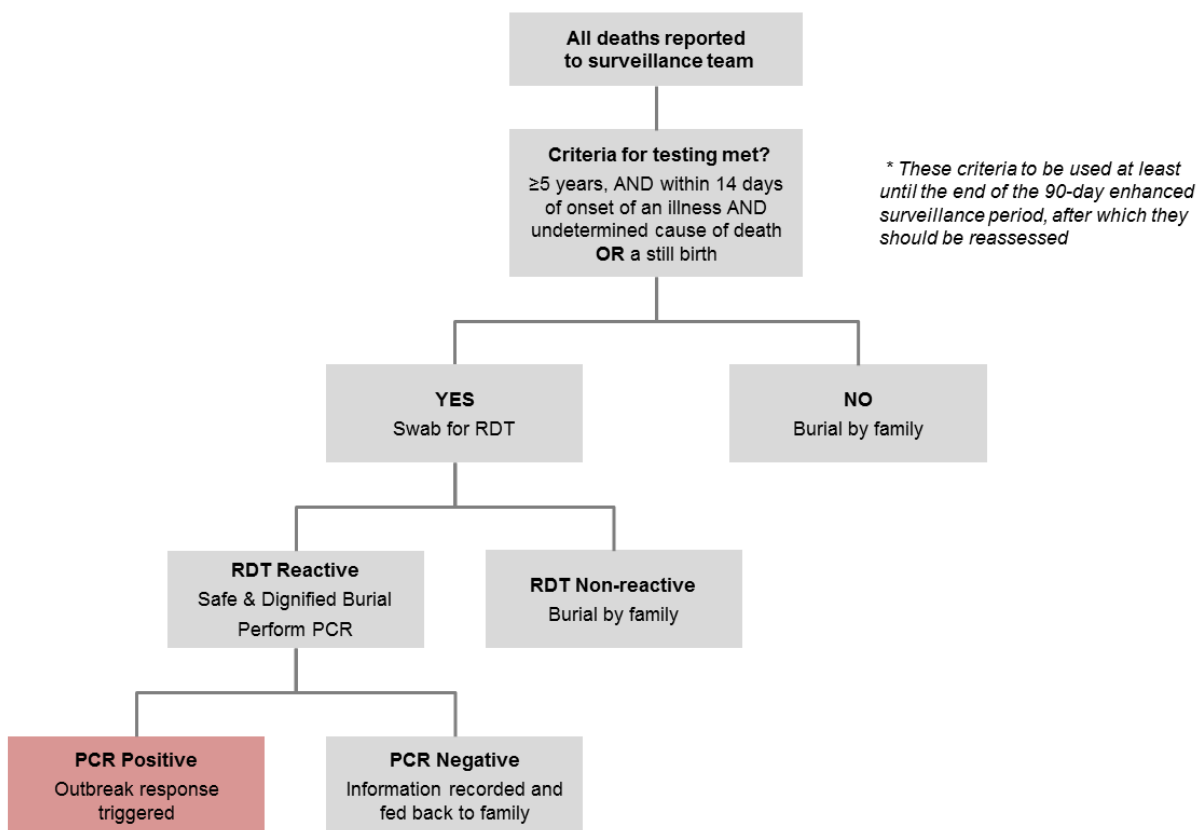 All deaths reported
to surveillance team
Criteria for testing met?
≥5 years, AND within 14 days
of onset of an illness AND
undetermined cause of death
OR a still birth
* These criteria to be used at least
until the end of the 90-day enhanced
surveillance period, after which they
should be reassessed
YES
Swab for RDT
NO
Burial by family
RDT Reactive
Safe & Dignified Burial
Perform PCR
RDT Non-reactive
Burial by family
PCR Positive
Outbreak response
triggered
PCR Negative
Information recorded and
fed back to family